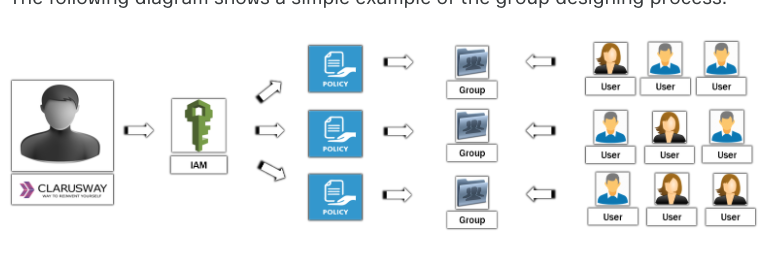 The following diagram shows a simple example of the group designing process.
POLICY
Group
User User User
CLARUSWAY
WAY TO REINVENT YOURSELF
IAM
POLICY
Group
User User User
POLICY
Group
User User User